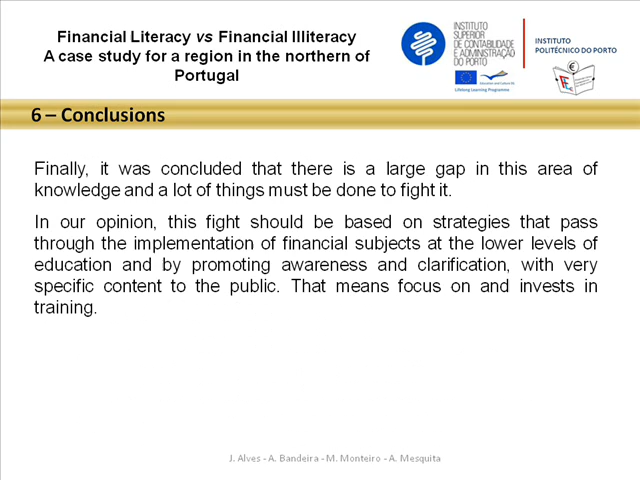 Financial Literacy vs Financial Illiteracy
A case study for a region in the northern of
Portugal
INSTITUTO
SUPERIOR
DE CONTABILIDADE
E ADMINISTRAÇÃO
DO PORTO
Lifelong Learning Programme
INSTITUTO
POLITÉCNICO DO PORTO
6 – Conclusions
Finally, it was concluded that there is a large gap in this area of
knowledge and a lot of things must be done to fight it.
In our opinion, this fight should be based on strategies that pass
through the implementation of financial subjects at the lower levels of
education and by promoting awareness and clarification, with very
specific content to the public. That means focus on and invests in
training.
J. Alves - A. Bandeira - M. Monteiro - A. Mesquita